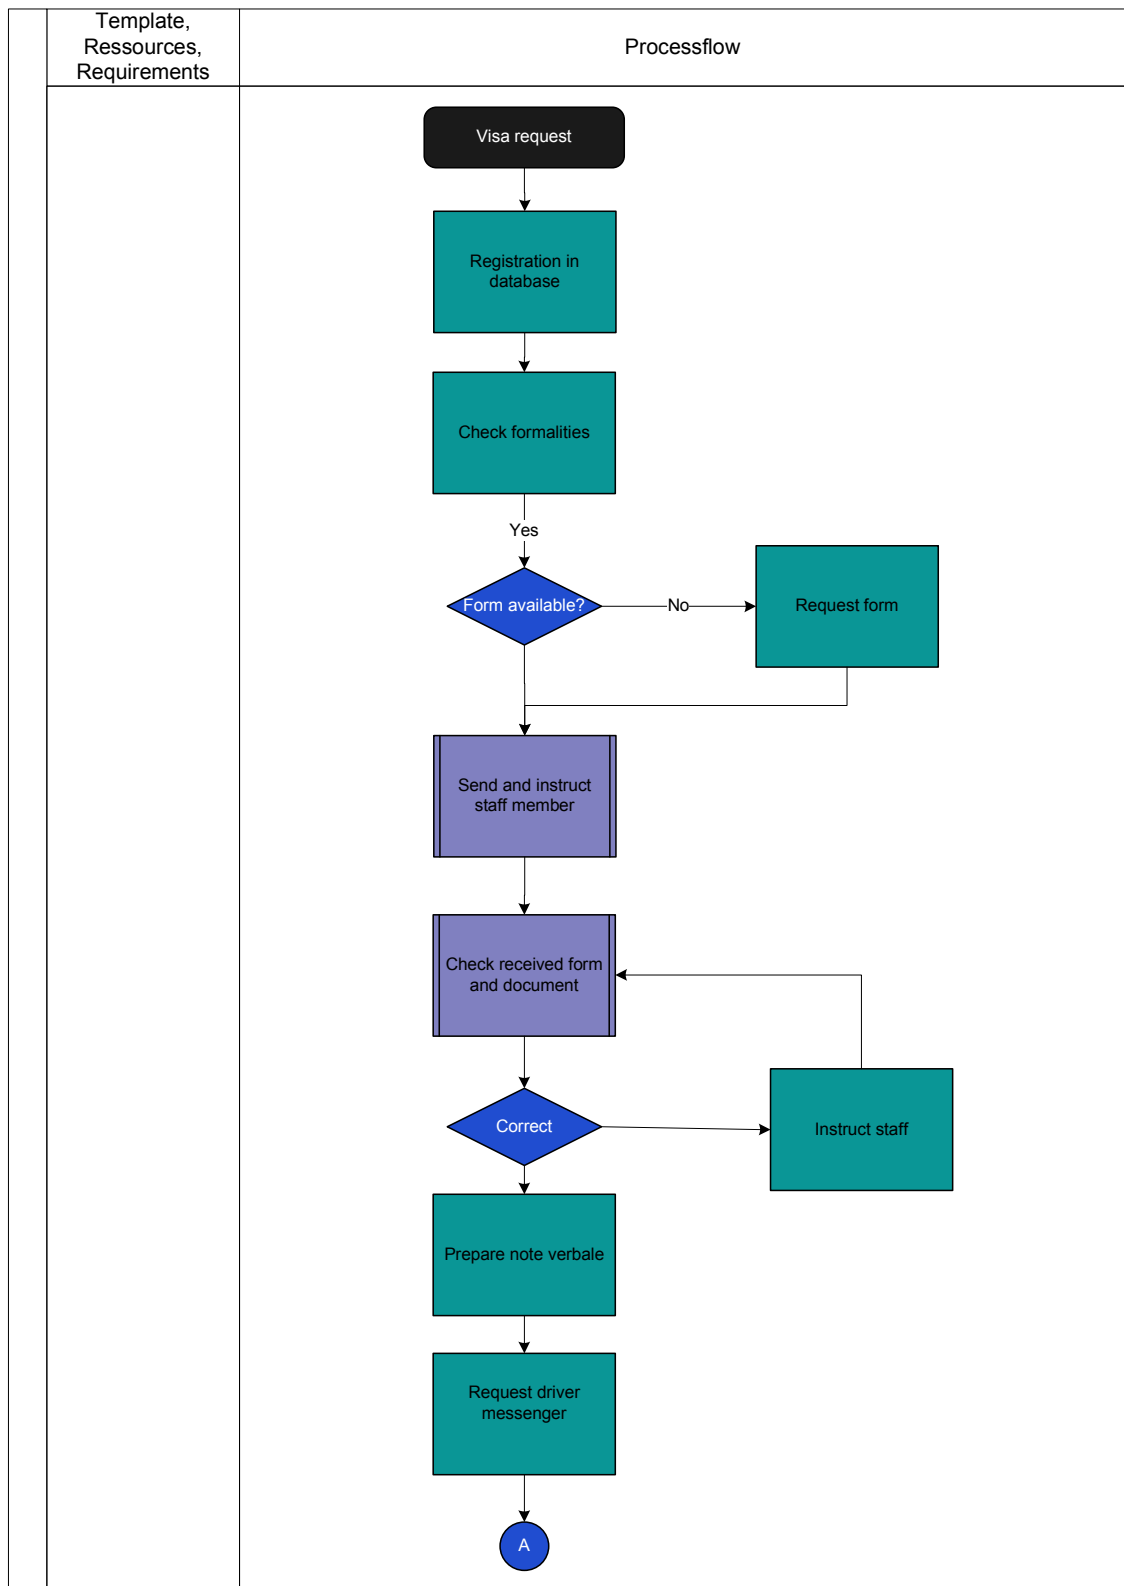 Template,
Ressources,
Requirements
Processflow
Visa request
Registration in
database
Check formalities
Yes
Form available?
No
Request form
Send and instruct
staff member
Check received form
and document
Correct
Instruct staff
Prepare note verbale
Request driver
messenger
A